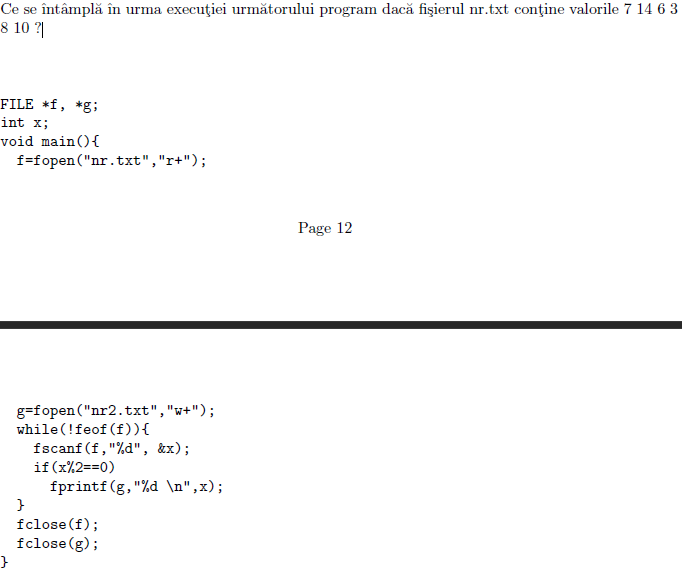 Ce se întâmplă în urma execuţiei următorului program dacă fişierul nr.txt conţine valorile 7 14 6 3
8 10 ?
FILE *f, *g;
int x;
void main(){
  f=fopen("nr.txt","r+");
Page 12
  g=fopen("nr2.txt","w+");
  while(!feof(f)){
    fscanf(f,"%d", &x);
    if(x%2==0)
      fprintf(g,"%d \n",x);
  }
  fclose(f);
  fclose(g);
}